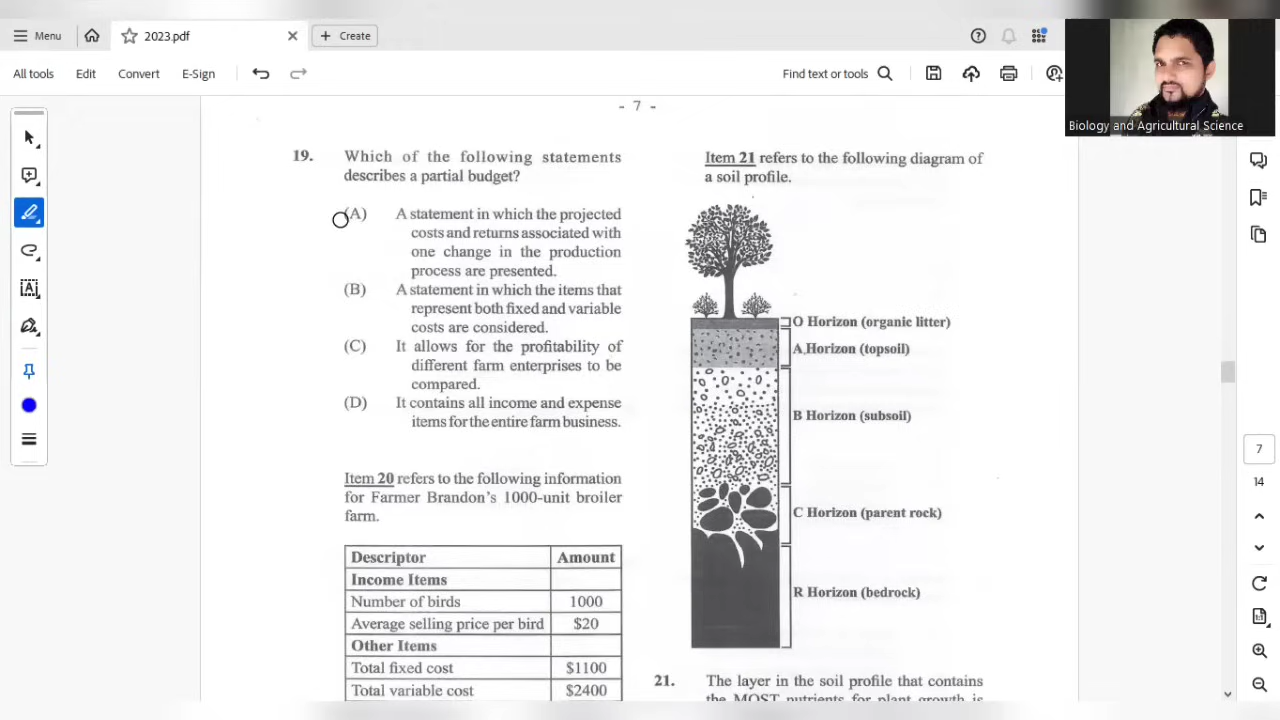 Menu
2023.pdf
Create
All tools
Edit
Convert
E-Sign
Find text or tools
Biology and Agricultural Science
- 7 -
19. Which of the following statements
describes a partial budget?
(A) A statement in which the projected
costs and returns associated with
one change in the production
process are presented.
(B) A statement in which the items that
represent both fixed and variable
costs are considered.
(C) It allows for the profitability of
different farm enterprises to be
compared.
(D) It contains all income and expense
items for the entire farm business.
Item 20 refers to the following information
for Farmer Brandon's 1000-unit broiler
farm.
Descriptor Amount
Income Items
Number of birds 1000
Average selling price per bird $20
Other Items
Total fixed cost $1100
Total variable cost $2400
Item 21 refers to the following diagram of
a soil profile.
O Horizon (organic litter)
A Horizon (topsoil)
B Horizon (subsoil)
C Horizon (parent rock)
R Horizon (bedrock)
21. The layer in the soil profile that contains
the MOST nutrients for plant growth is
7
14